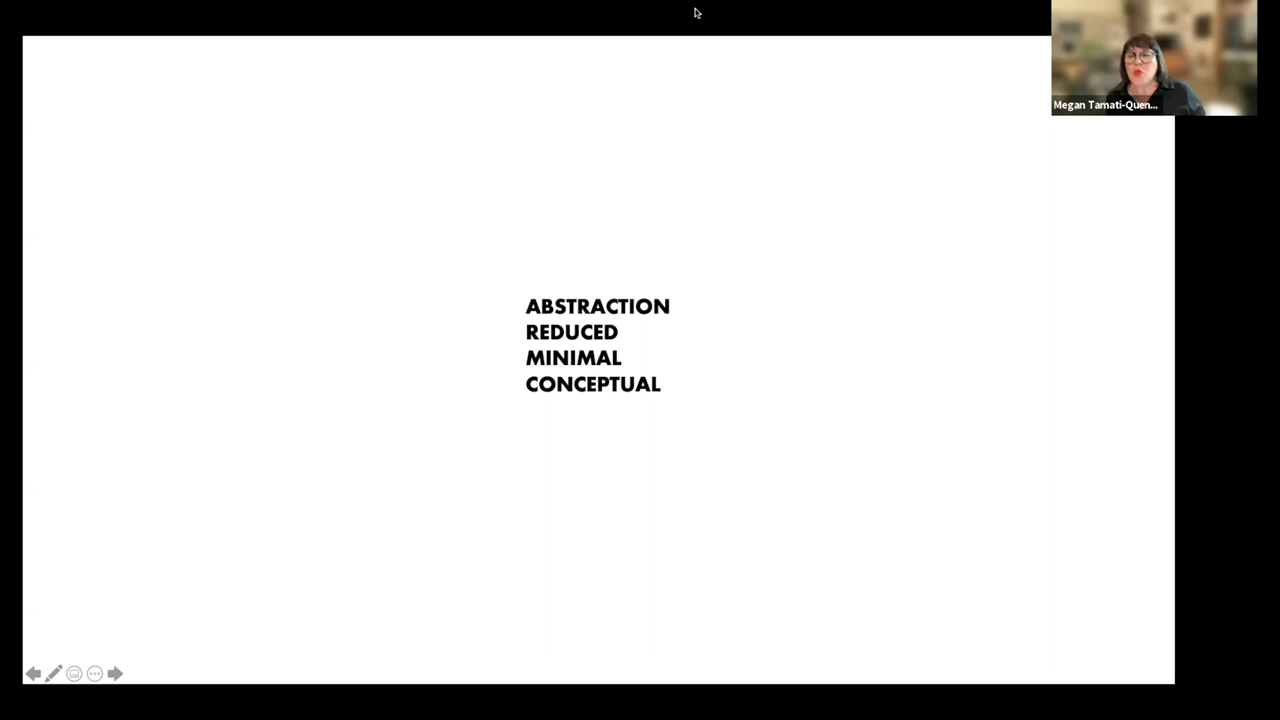 Megan Tamati-Quen...
ABSTRACTION
REDUCED
MINIMAL
CONCEPTUAL